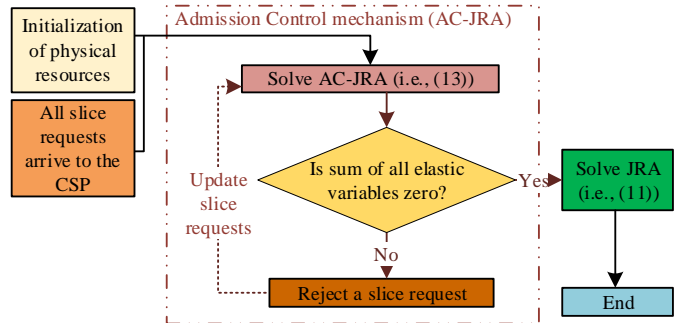 Admission Control mechanism (AC-JRA)
Initialization
of physical
resources
All slice
requests
arrive to the
CSP
Solve AC-JRA (i.e., (13))
Is sum of all elastic
variables zero?
Yes
No
Update
slice
requests
Reject a slice request
Solve JRA
(i.e., (11))
End